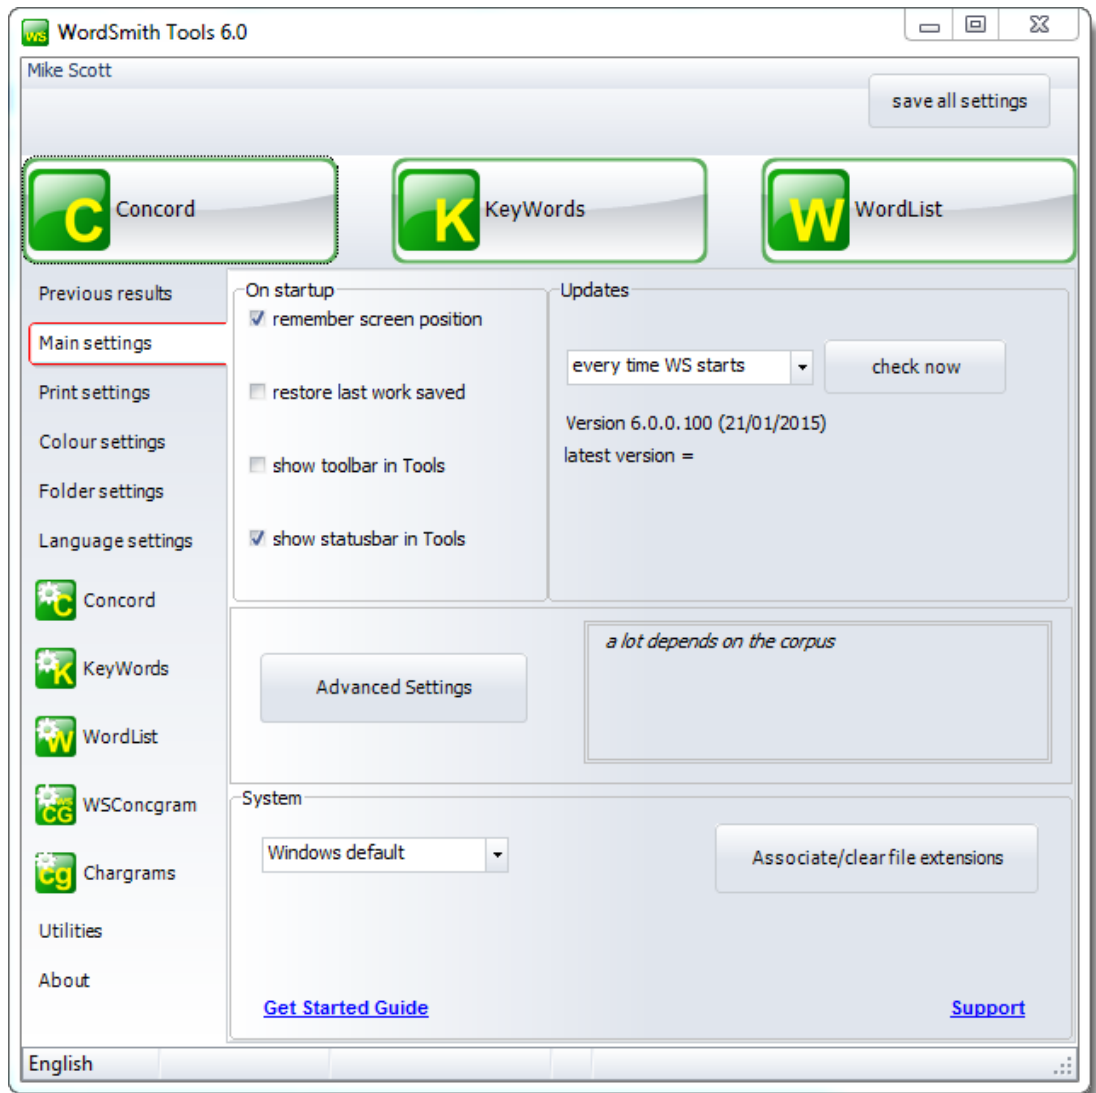 WS WordSmith Tools 6.0
Mike Scott
save all settings
C Concord
K KeyWords
W WordList
Previous results
Main settings
Print settings
Colour settings
Folder settings
Language settings
C Concord
K KeyWords
W WordList
WS CG WSConcgram
cg Chargrams
Utilities
About
On startup
remember screen position
restore last work saved
show toolbar in Tools
show statusbar in Tools
Updates
every time WS starts
check now
Version 6.0.0.100 (21/01/2015)
latest version =
Advanced Settings
a lot depends on the corpus
System
Windows default
Associate/clear file extensions
Get Started Guide
Support
English